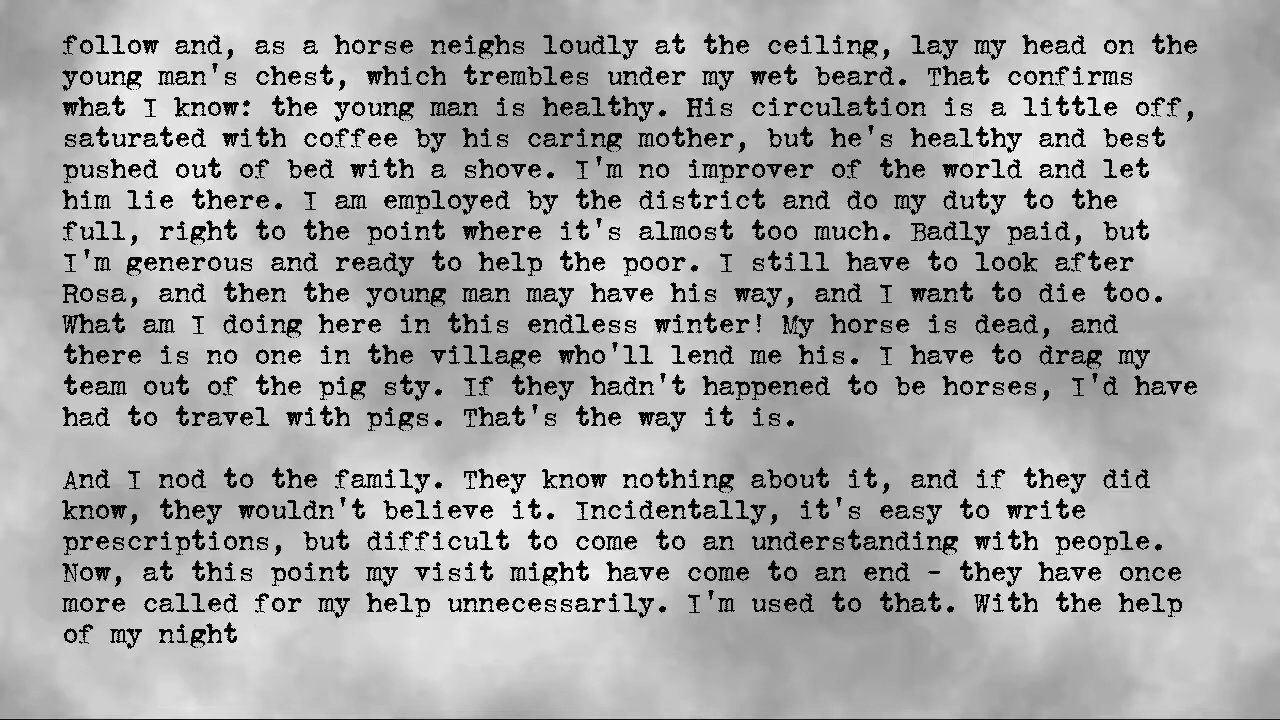 follow and, as a horse neighs loudly at the ceiling, lay my head on the
young man's chest, which trembles under my wet beard. That confirms
what I know: the young man is healthy. His circulation is a little off,
saturated with coffee by his caring mother, but he's healthy and best
pushed out of bed with a shove. I'm no improver of the world and let
him lie there. I am employed by the district and do my duty to the
full, right to the point where it's almost too much. Badly paid, but
I'm generous and ready to help the poor. I still have to look after
Rosa, and then the young man may have his way, and I want to die too.
What am I doing here in this endless winter! My horse is dead, and
there is no one in the village who'll lend me his. I have to drag my
team out of the pig sty. If they hadn't happened to be horses, I'd have
had to travel with pigs. That's the way it is.

And I nod to the family. They know nothing about it, and if they did
know, they wouldn't believe it. Incidentally, it's easy to write
prescriptions, but difficult to come to an understanding with people.
Now, at this point my visit might have come to an end - they have once
more called for my help unnecessarily. I'm used to that. With the help
of my night